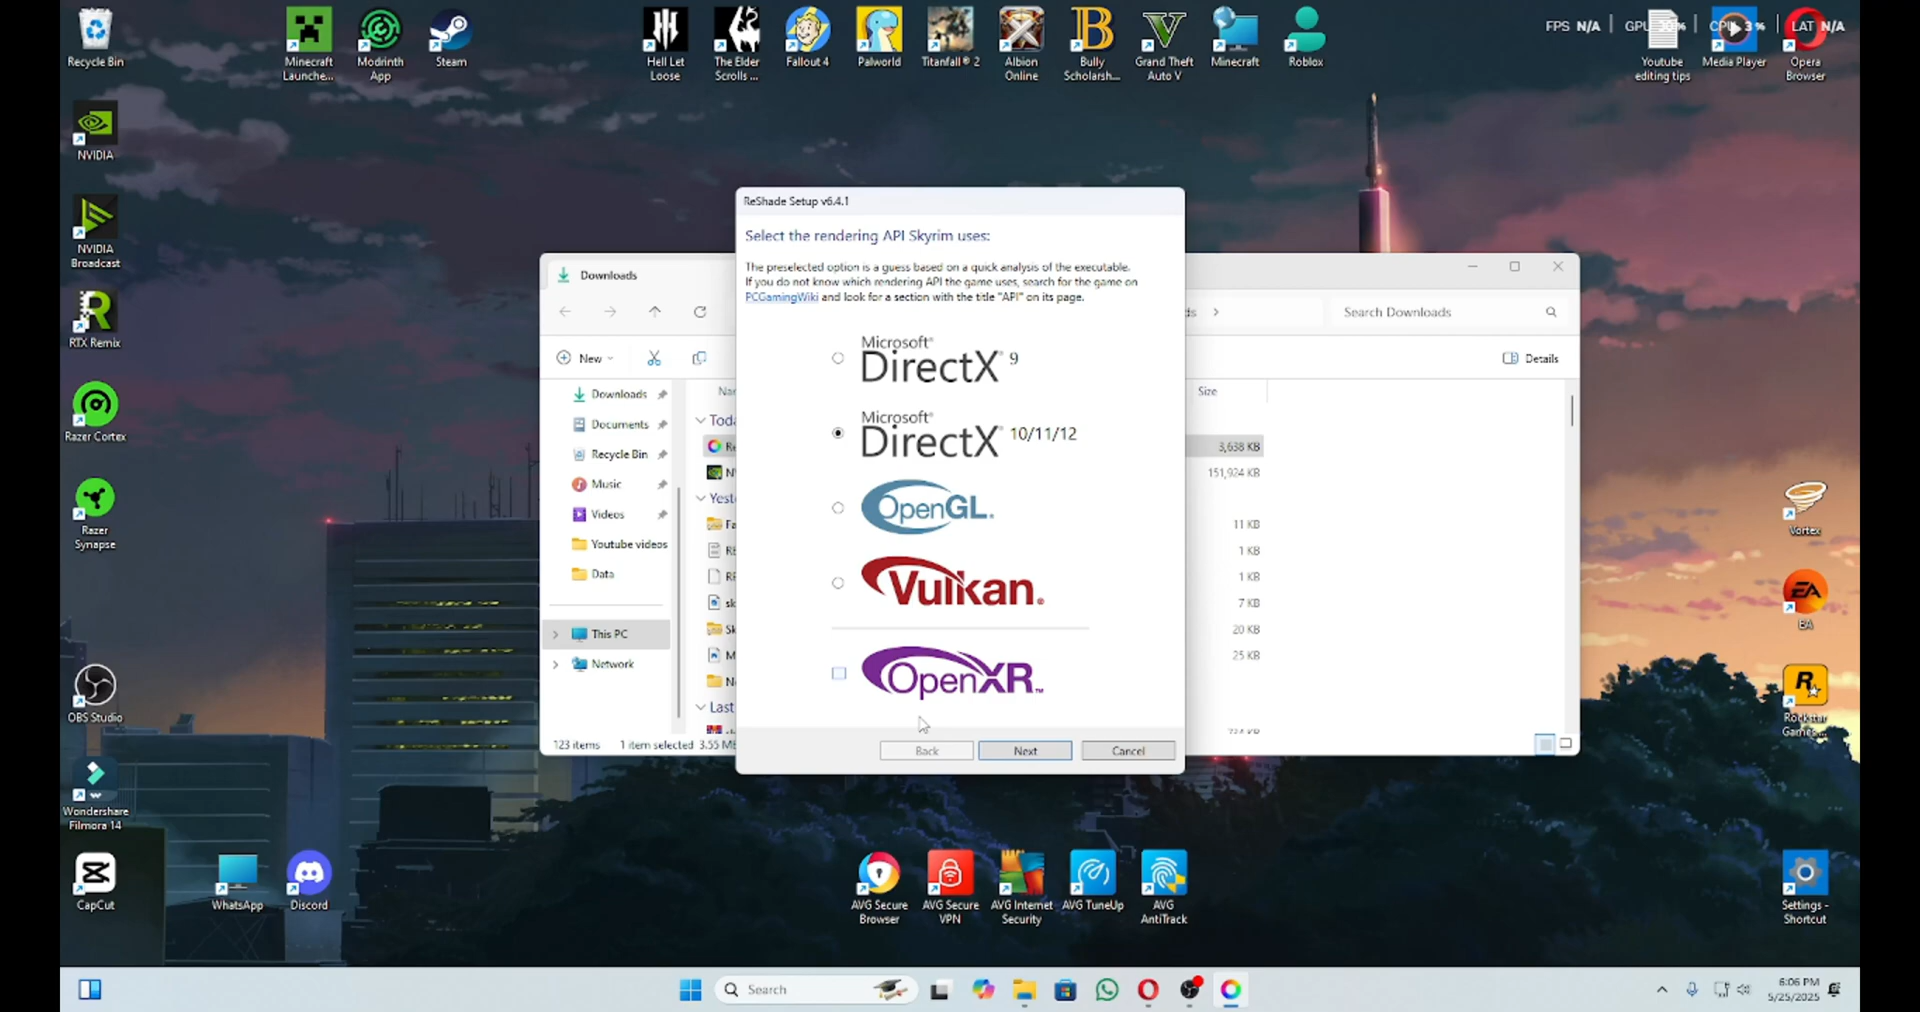 Recycle Bin
Minecraft
Launche...
Modrinth
App
Steam
Hell Let
Loose
The Elder
Scrolls ...
Fallout 4
Palworld
Titanfall® 2
Albion
Online
Bully
Scholarsh...
Grand Theft
Auto V
Minecraft
Roblox
FPS N/A
GPU
CPU 3 %
LAT N/A
Youtube
editing tips
Media Player
Opera
Browser
NVIDIA
NVIDIA
Broadcast
RTX Remix
Razer Cortex
Razer
Synapse
OBS Studio
Wondershare
Filmora 14
CapCut
WhatsApp
Discord
ReShade Setup v6.4.1
Select the rendering API Skyrim uses:
The preselected option is a guess based on a quick analysis of the executable.
If you do not know which rendering API the game uses, search for the game on
PCGamingWiki and look for a section with the title "API" on its page.
Microsoft®
DirectX® 9
Microsoft®
DirectX® 10/11/12
OpenGL.
Vulkan®
OpenXR™
Back
Next
Cancel
Downloads
Search Downloads
New
Details
Downloads
Documents
Recycle Bin
Music
Videos
Youtube videos
Data
This PC
Network
Size
3,638 KB
151,924 KB
11 KB
1 KB
1 KB
7 KB
20 KB
25 KB
123 items
1 item selected 3.55 M
Vortex
EA
Rockstar
Games...
AVG Secure
Browser
AVG Secure
VPN
AVG Internet
Security
AVG TuneUp
AVG
AntiTrack
Settings -
Shortcut
Search
6:06 PM
5/25/2025